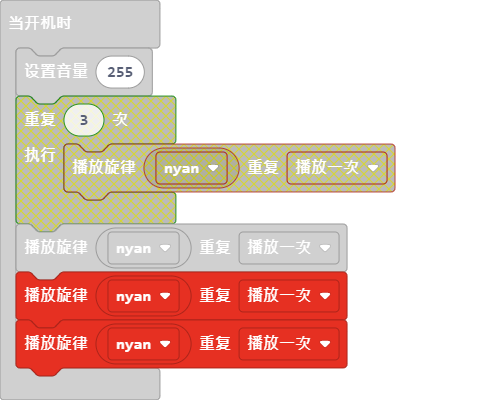 当开机时
设置音量 255
重复 3 次
执行 播放旋律 nyan 重复 播放一次
播放旋律 nyan 重复 播放一次
播放旋律 nyan 重复 播放一次
播放旋律 nyan 重复 播放一次